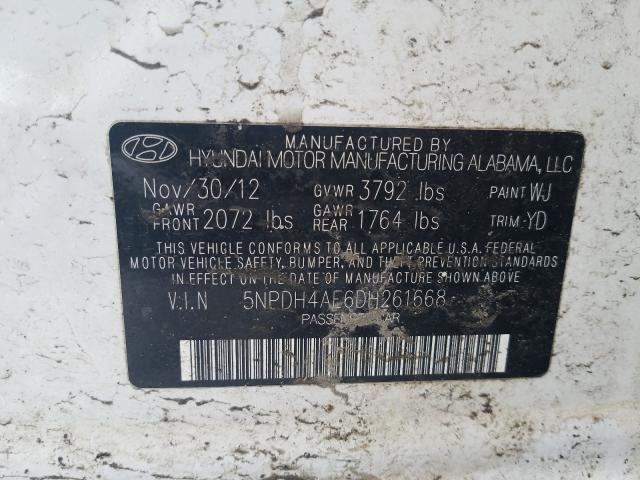 MANUFACTURED BY
HYUNDAI MOTOR MANUFACTURING ALABAMA, LLC
Nov/30/12 GVWR 3792 lbs PAINT WJ
GAWR FRONT 2072 lbs GAWR REAR 1764 lbs TRIM YD
THIS VEHICLE CONFORMS TO ALL APPLICABLE U.S.A. FEDERAL
MOTOR VEHICLE SAFETY, BUMPER, AND THEFT PREVENTION STANDARDS
IN EFFECT ON THE DATE OF MANUFACTURE SHOWN ABOVE.
V.I.N 5NPDH4AE6DH261668
PASSENGER CAR